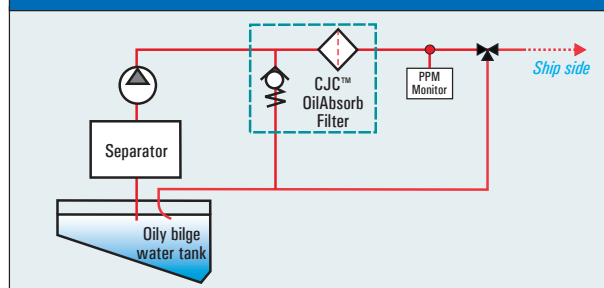 CJC™
OilAbsorb
Filter
PPM
Monitor
Ship side
Separator
Oily bilge
water tank